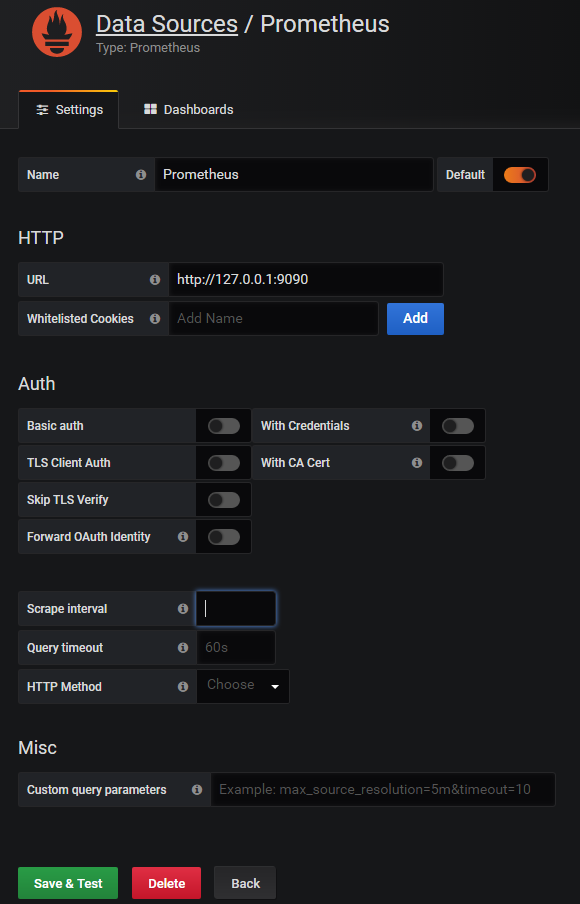 Data Sources / Prometheus
Type: Prometheus
Settings Dashboards
Name Prometheus Default
HTTP
URL http://127.0.0.1:9090
Whitelisted Cookies Add Name Add
Auth
Basic auth With Credentials
TLS Client Auth With CA Cert
Skip TLS Verify
Forward OAuth Identity
Scrape interval
Query timeout 60s
HTTP Method Choose
Misc
Custom query parameters Example: max_source_resolution=5m&timeout=10
Save & Test Delete Back